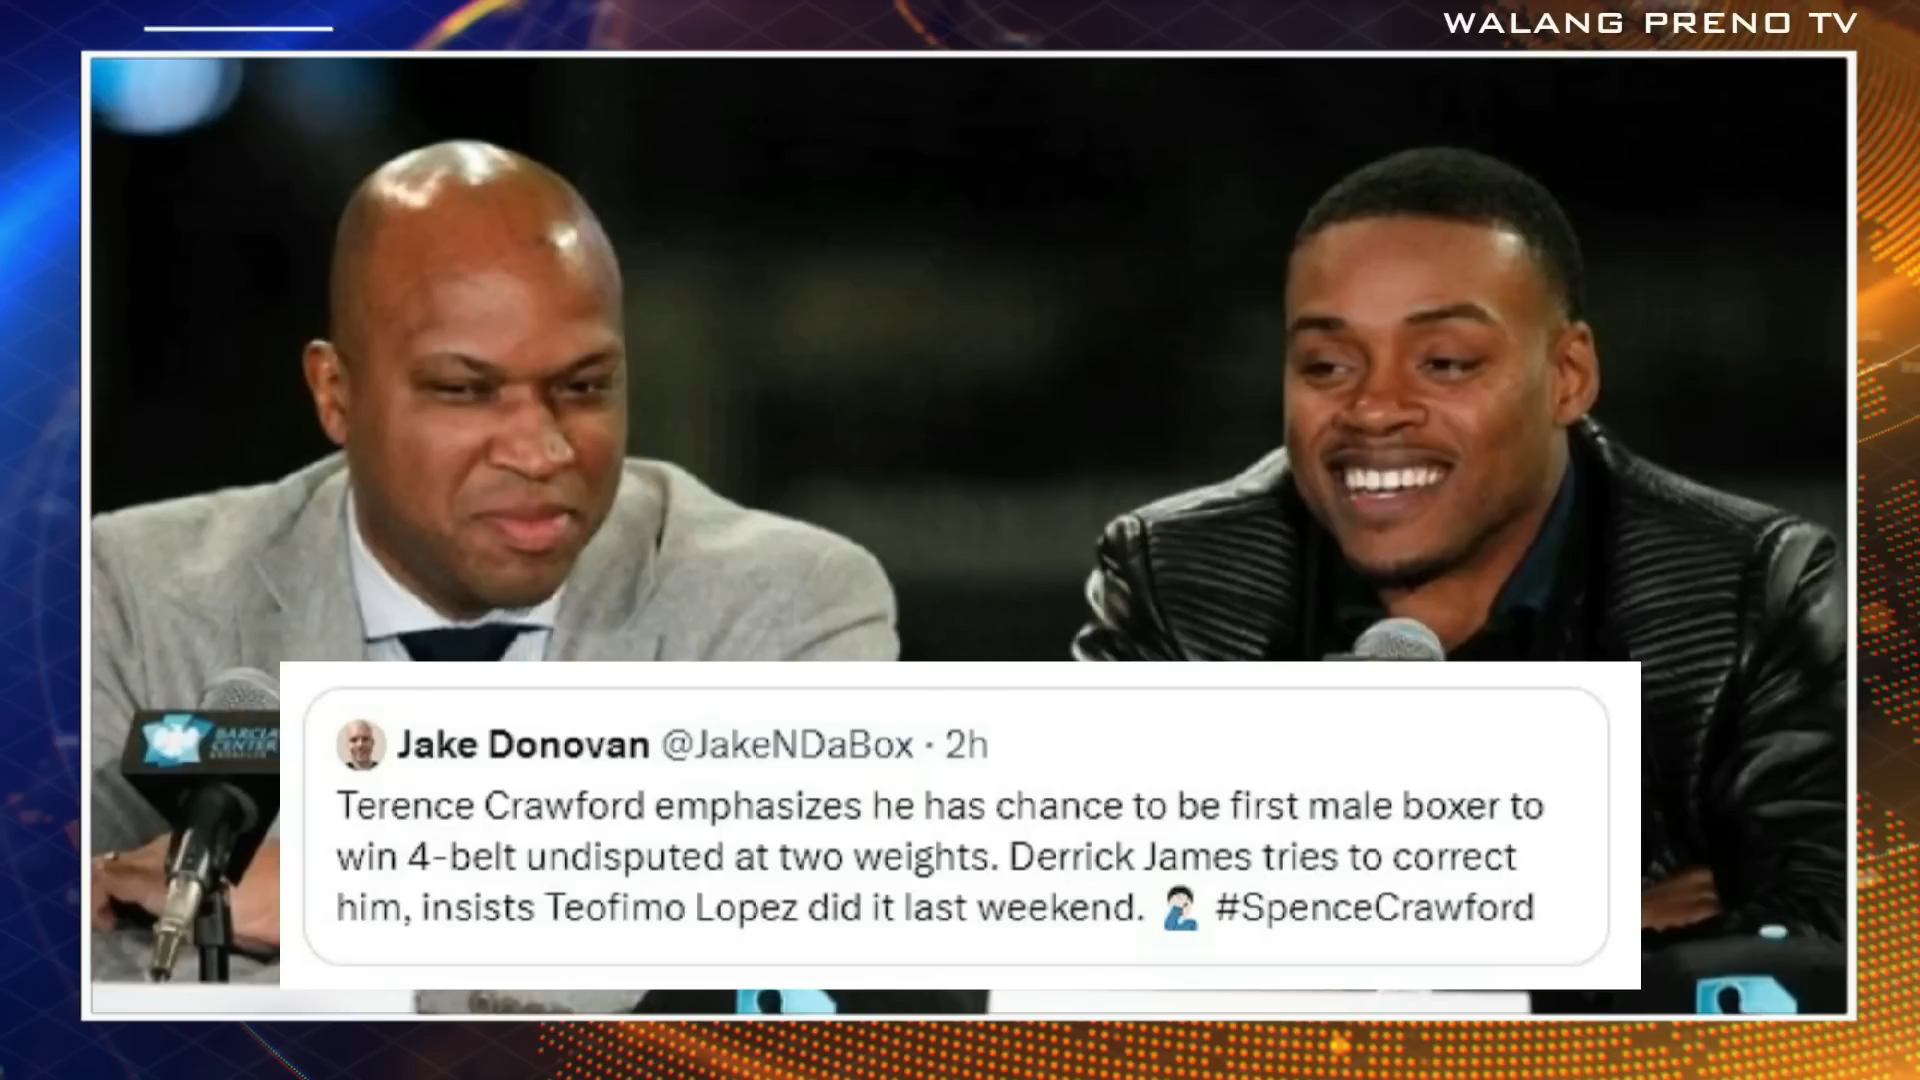 WALANG PRENO TV
BARCLA
CENTER
Jake Donovan @JakeNDaBox · 2h
Terence Crawford emphasizes he has chance to be first male boxer to
win 4-belt undisputed at two weights. Derrick James tries to correct
him, insists Teofimo Lopez did it last weekend. 🤦🏻‍♂️ #SpenceCrawford